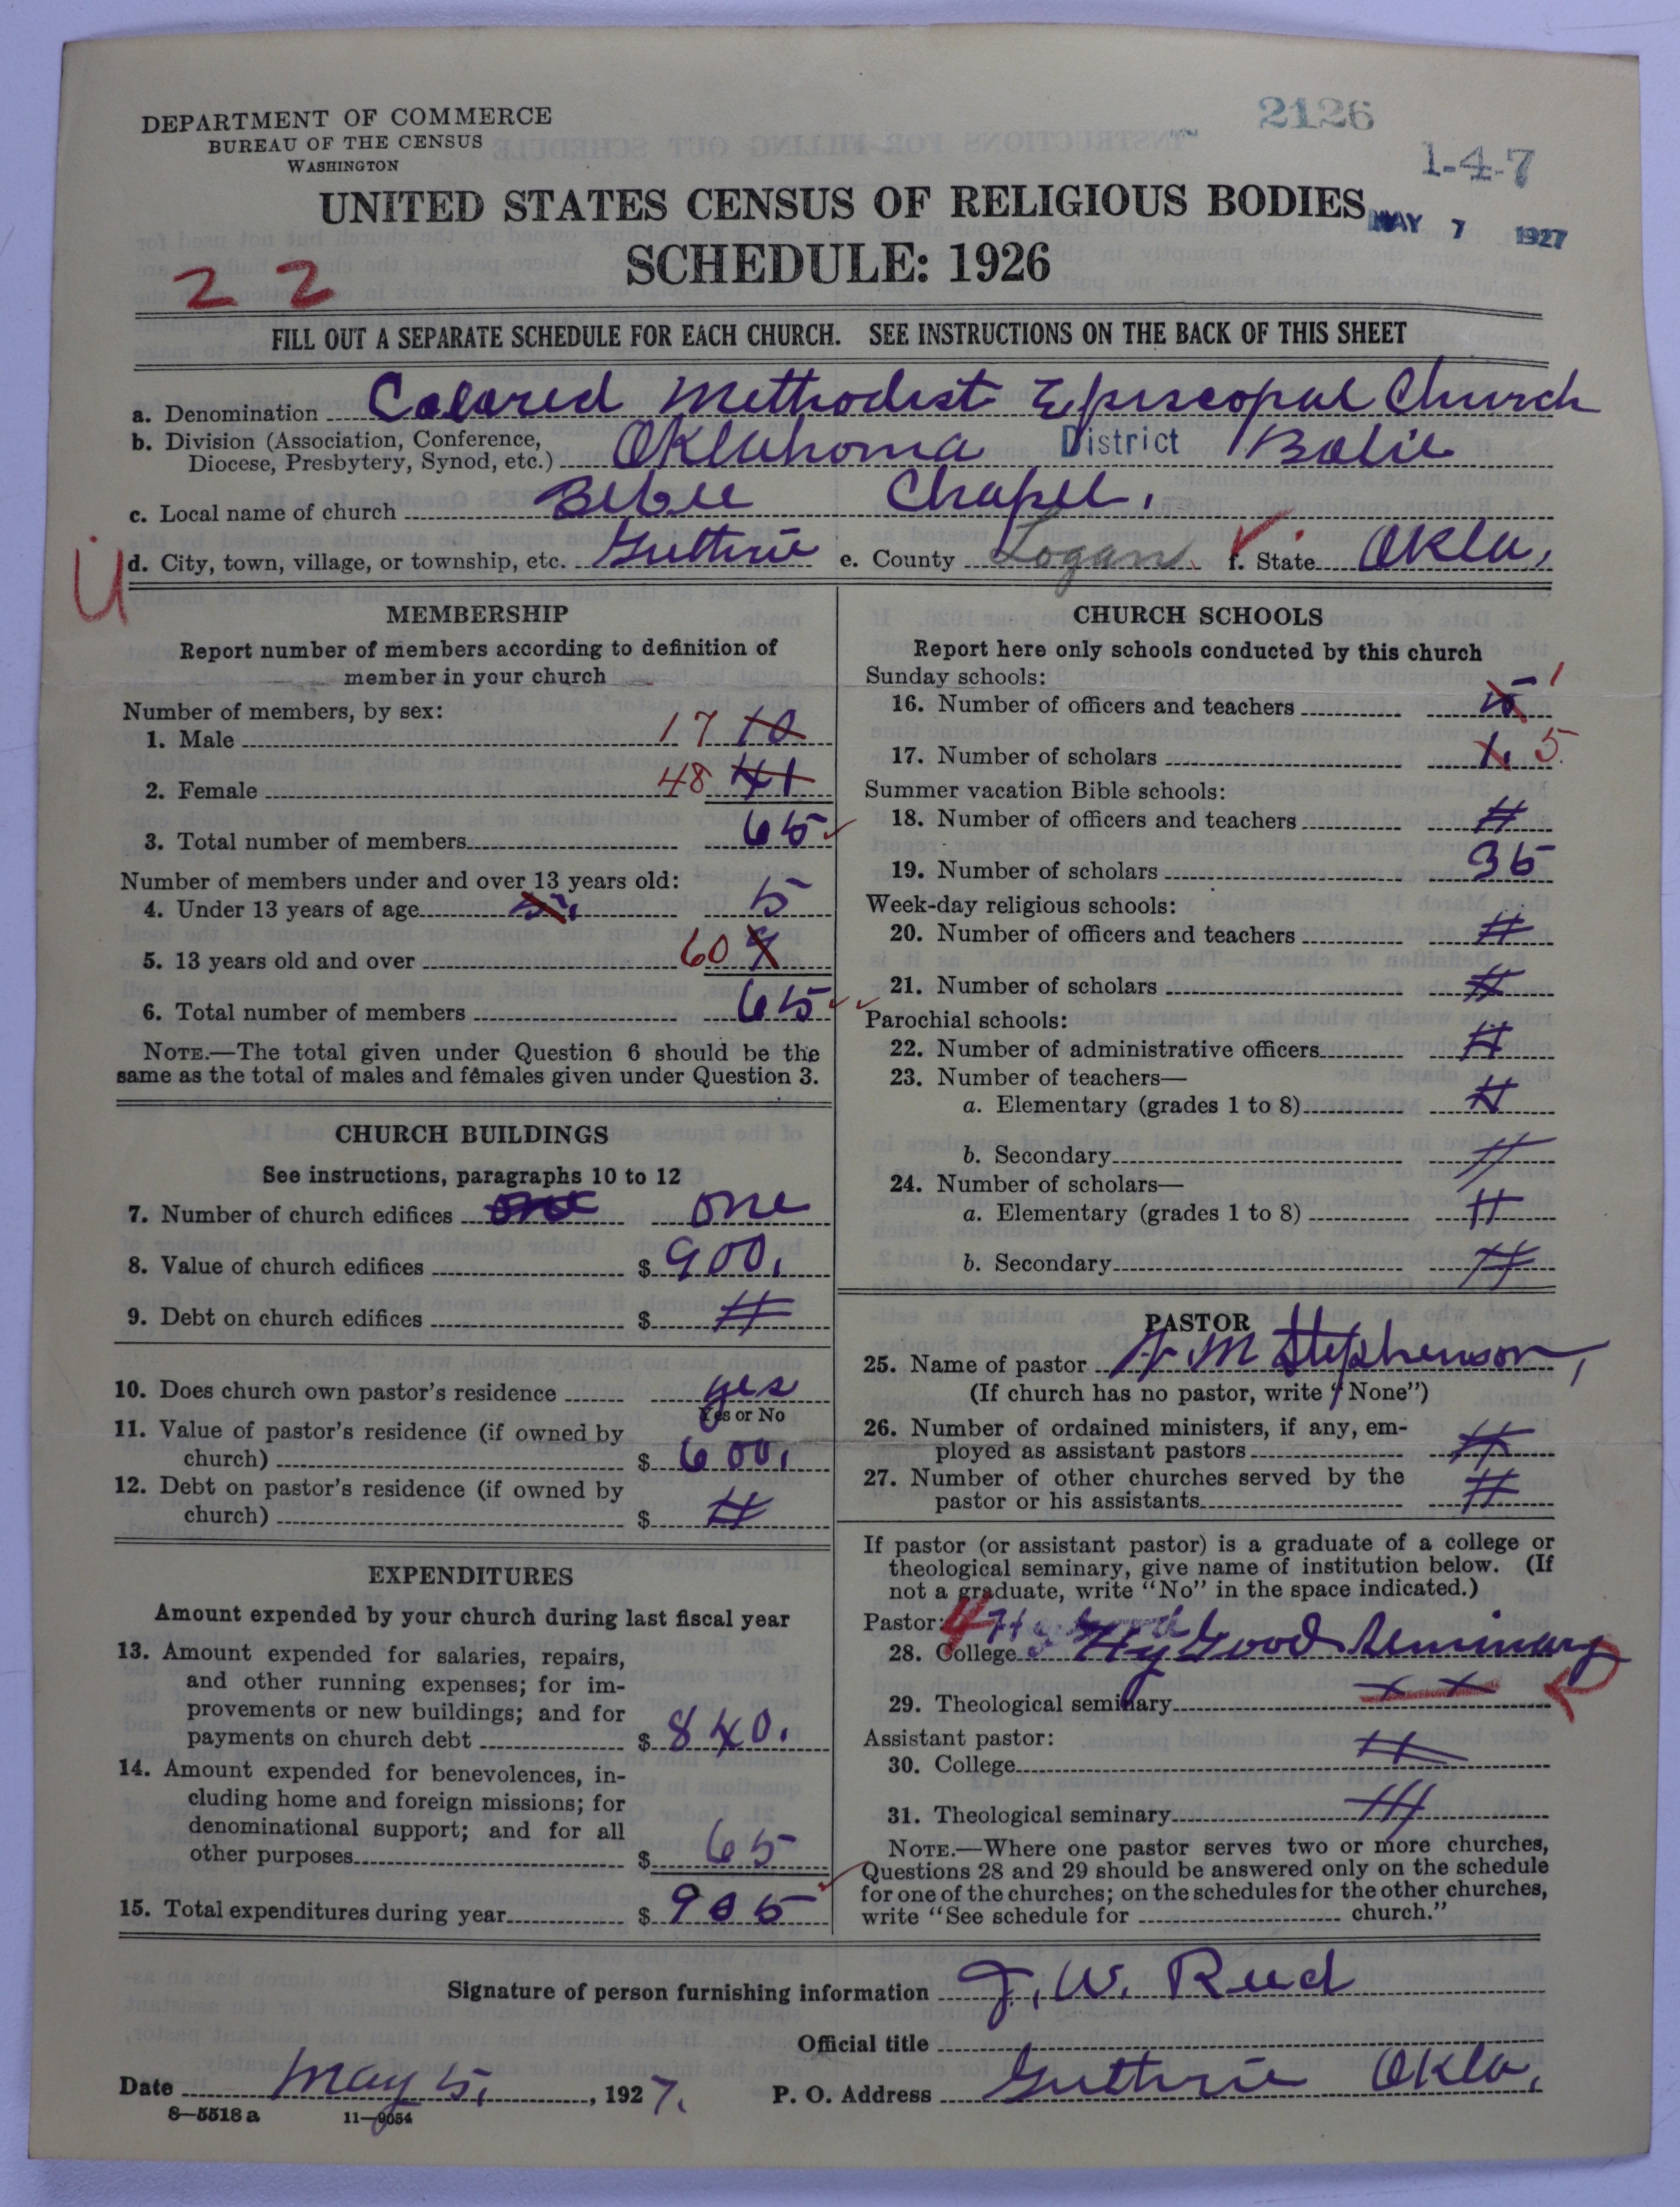 2126
DEPARTMENT OF COMMERCE
BUREAU OF THE CENSUS
WASHINGTON
1-4-7
UNITED STATES CENSUS OF RELIGIOUS BODIES
MAY 7 1927
SCHEDULE: 1926
2 2
FILL OUT A SEPARATE SCHEDULE FOR EACH CHURCH. SEE INSTRUCTIONS ON THE BACK OF THIS SHEET
a. Denomination Colored Methodist Episcopal Church
b. Division (Association, Conference, Diocese, Presbytery, Synod, etc.) Oklahoma District
c. Local name of church Bebee Chapel.
U
d. City, town, village, or township, etc. Guthrie e. County Logan f. State Okla,
MEMBERSHIP
Report number of members according to definition of
member in your church
Number of members, by sex:
1. Male 17 10
2. Female 48 41
3. Total number of members 65
Number of members under and over 13 years old:
4. Under 13 years of age 5
5. 13 years old and over 60 9
6. Total number of members 65
NOTE.—The total given under Question 6 should be the
same as the total of males and females given under Question 3.
CHURCH BUILDINGS
See instructions, paragraphs 10 to 12
7. Number of church edifices one one
8. Value of church edifices $ 900.
9. Debt on church edifices $ #
10. Does church own pastor's residence yes
Yes or No
11. Value of pastor's residence (if owned by
church) $ 600.
12. Debt on pastor's residence (if owned by
church) $ #
EXPENDITURES
Amount expended by your church during last fiscal year
13. Amount expended for salaries, repairs,
and other running expenses; for im-
provements or new buildings; and for
payments on church debt $ 840.
14. Amount expended for benevolences, in-
cluding home and foreign missions; for
denominational support; and for all
other purposes $ 65
15. Total expenditures during year $ 905
CHURCH SCHOOLS
Report here only schools conducted by this church
Sunday schools:
16. Number of officers and teachers 1
17. Number of scholars 1. 5.
Summer vacation Bible schools:
18. Number of officers and teachers #
19. Number of scholars 35
Week-day religious schools:
20. Number of officers and teachers #
21. Number of scholars #
Parochial schools:
22. Number of administrative officers #
23. Number of teachers—
a. Elementary (grades 1 to 8) #
b. Secondary #
24. Number of scholars—
a. Elementary (grades 1 to 8) #
b. Secondary #
PASTOR
25. Name of pastor M Stephenson,
(If church has no pastor, write "None")
26. Number of ordained ministers, if any, em-
ployed as assistant pastors #
27. Number of other churches served by the
pastor or his assistants #
If pastor (or assistant pastor) is a graduate of a college or
theological seminary, give name of institution below. (If
not a graduate, write "No" in the space indicated.)
Pastor: 4
28. College Hygood Seminary
29. Theological seminary x x
Assistant pastor:
30. College #
31. Theological seminary
NOTE.—Where one pastor serves two or more churches,
Questions 28 and 29 should be answered only on the schedule
for one of the churches; on the schedules for the other churches,
write "See schedule for church."
Signature of person furnishing information J. W. Reed
Official title
Date May 5, 1927. P. O. Address Guthrie Okla,
8—5518 a 11—9054